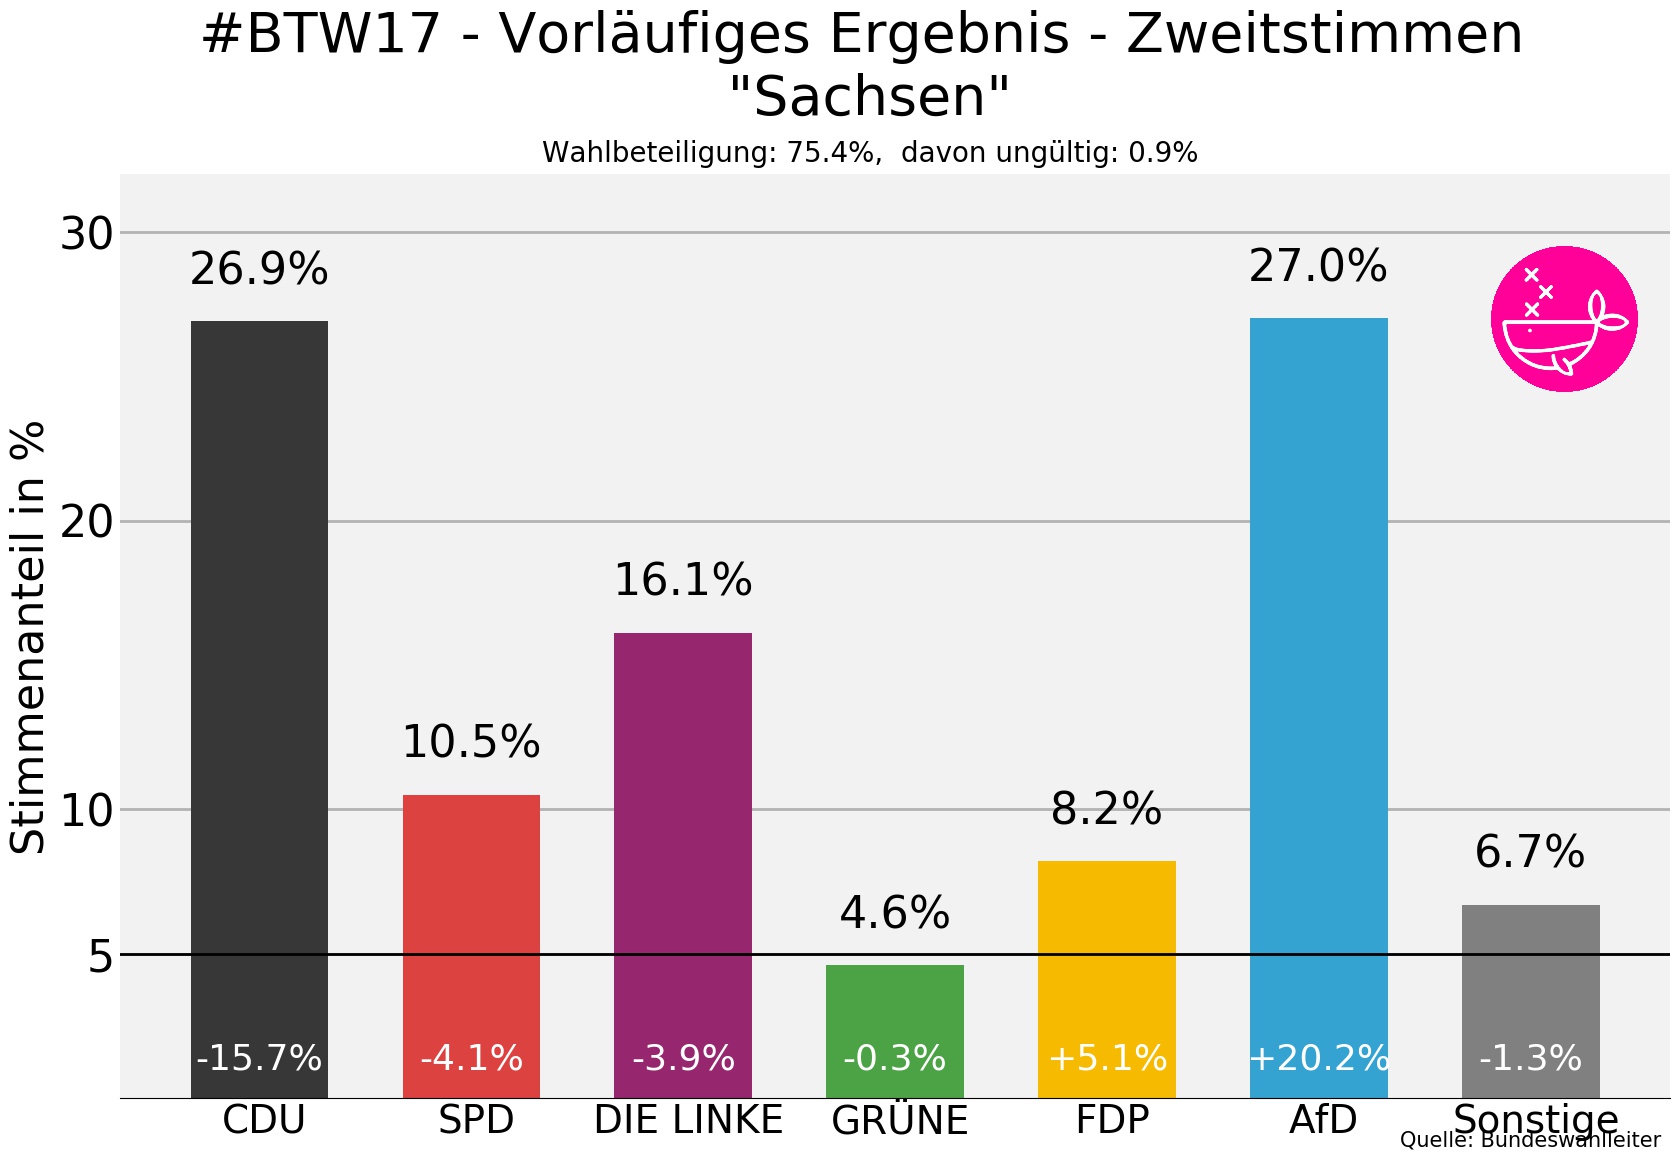 #BTW17 - Vorläufiges Ergebnis - Zweitstimmen
"Sachsen"
Wahlbeteiligung: 75.4%,  davon ungültig: 0.9%
Stimmenanteil in %
30
20
10
5
26.9%
10.5%
16.1%
4.6%
8.2%
27.0%
6.7%
-15.7%
-4.1%
-3.9%
-0.3%
+5.1%
+20.2%
-1.3%
CDU
SPD
DIE LINKE
GRÜNE
FDP
AfD
Sonstige
Quelle: Bundeswahlleiter